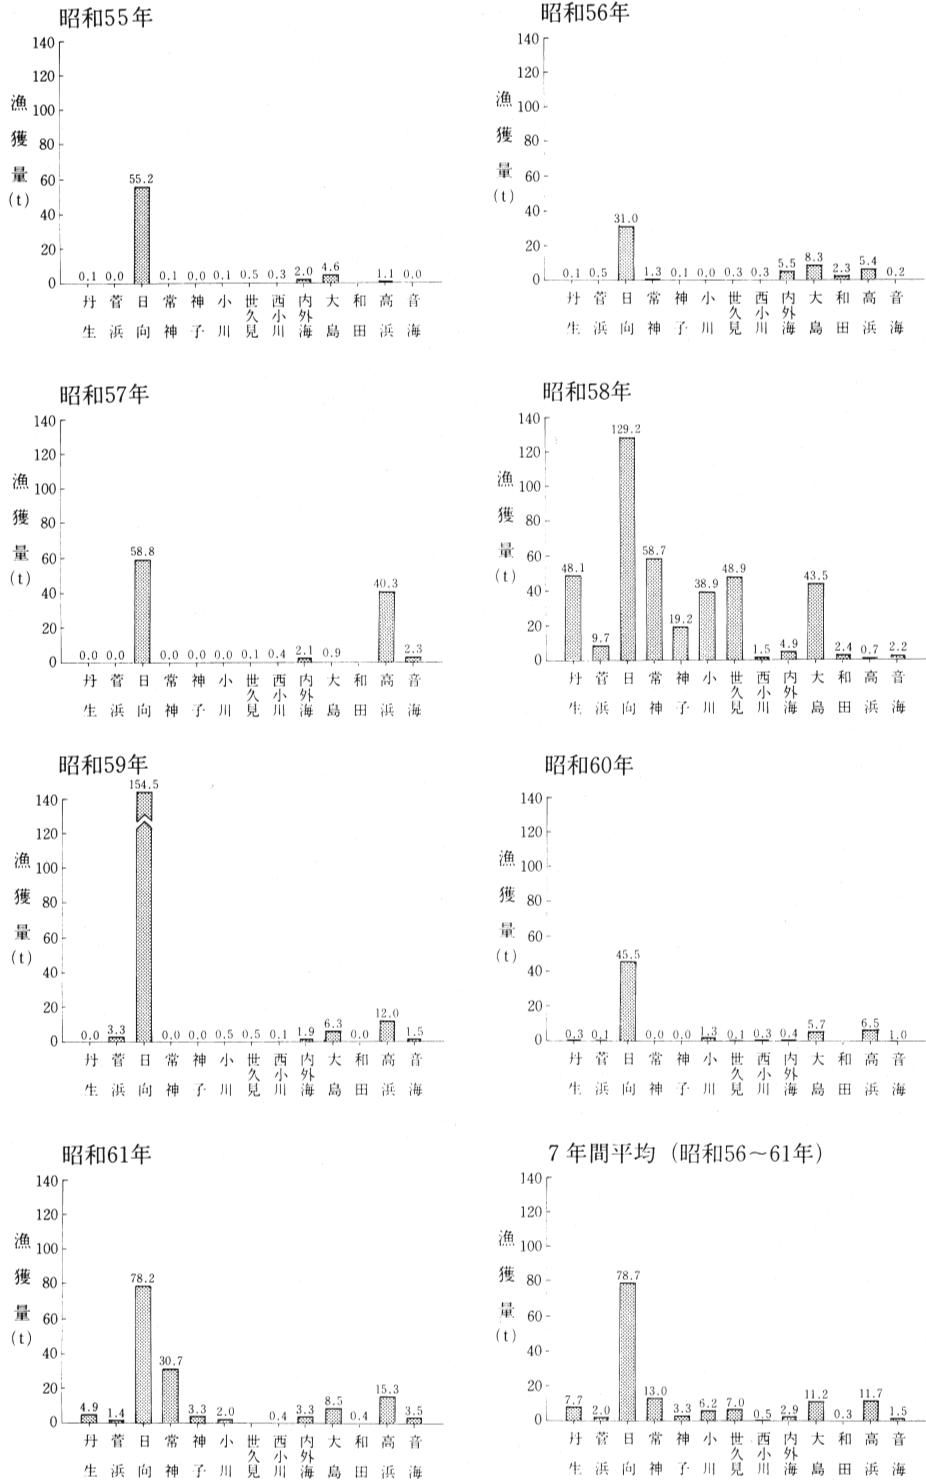 昭和55年
漁獲量(t)
140
120
100
80
60
40
20
0
0.1 0.0 55.2 0.1 0.0 0.1 0.5 0.3 2.0 4.6 1.1 0.0
丹生 菅浜 日向 常神 神子 小川 世久見 西小川 内外海 大島 和田 高浜 音海
昭和56年
漁獲量(t)
140
120
100
80
60
40
20
0
0.1 0.5 31.0 1.3 0.1 0.0 0.3 0.3 5.5 8.3 2.3 5.4 0.2
丹生 菅浜 日向 常神 神子 小川 世久見 西小川 内外海 大島 和田 高浜 音海
昭和57年
漁獲量(t)
140
120
100
80
60
40
20
0
0.0 0.0 58.8 0.0 0.0 0.0 0.1 0.4 2.1 0.9 40.3 2.3
丹生 菅浜 日向 常神 神子 小川 世久見 西小川 内外海 大島 和田 高浜 音海
昭和58年
漁獲量(t)
140
120
100
80
60
40
20
0
48.1 9.7 129.2 58.7 19.2 38.9 48.9 1.5 4.9 43.5 2.4 0.7 2.2
丹生 菅浜 日向 常神 神子 小川 世久見 西小川 内外海 大島 和田 高浜 音海
昭和59年
漁獲量(t)
140
120
100
80
60
40
20
0
0.0 3.3 154.5 0.0 0.0 0.5 0.5 0.1 1.9 6.3 0.0 12.0 1.5
丹生 菅浜 日向 常神 神子 小川 世久見 西小川 内外海 大島 和田 高浜 音海
昭和60年
漁獲量(t)
140
120
100
80
60
40
20
0
0.3 0.1 45.5 0.0 0.0 1.3 0.1 0.3 0.4 5.7 6.5 1.0
丹生 菅浜 日向 常神 神子 小川 世久見 西小川 内外海 大島 和田 高浜 音海
昭和61年
漁獲量(t)
140
120
100
80
60
40
20
0
4.9 1.4 78.2 30.7 3.3 2.0 0.4 3.3 8.5 0.4 15.3 3.5
丹生 菅浜 日向 常神 神子 小川 世久見 西小川 内外海 大島 和田 高浜 音海
7年間平均(昭和56~61年)
漁獲量(t)
140
120
100
80
60
40
20
0
7.7 2.0 78.7 13.0 3.3 6.2 7.0 0.5 2.9 11.2 0.3 11.7 1.5
丹生 菅浜 日向 常神 神子 小川 世久見 西小川 内外海 大島 和田 高浜 音海